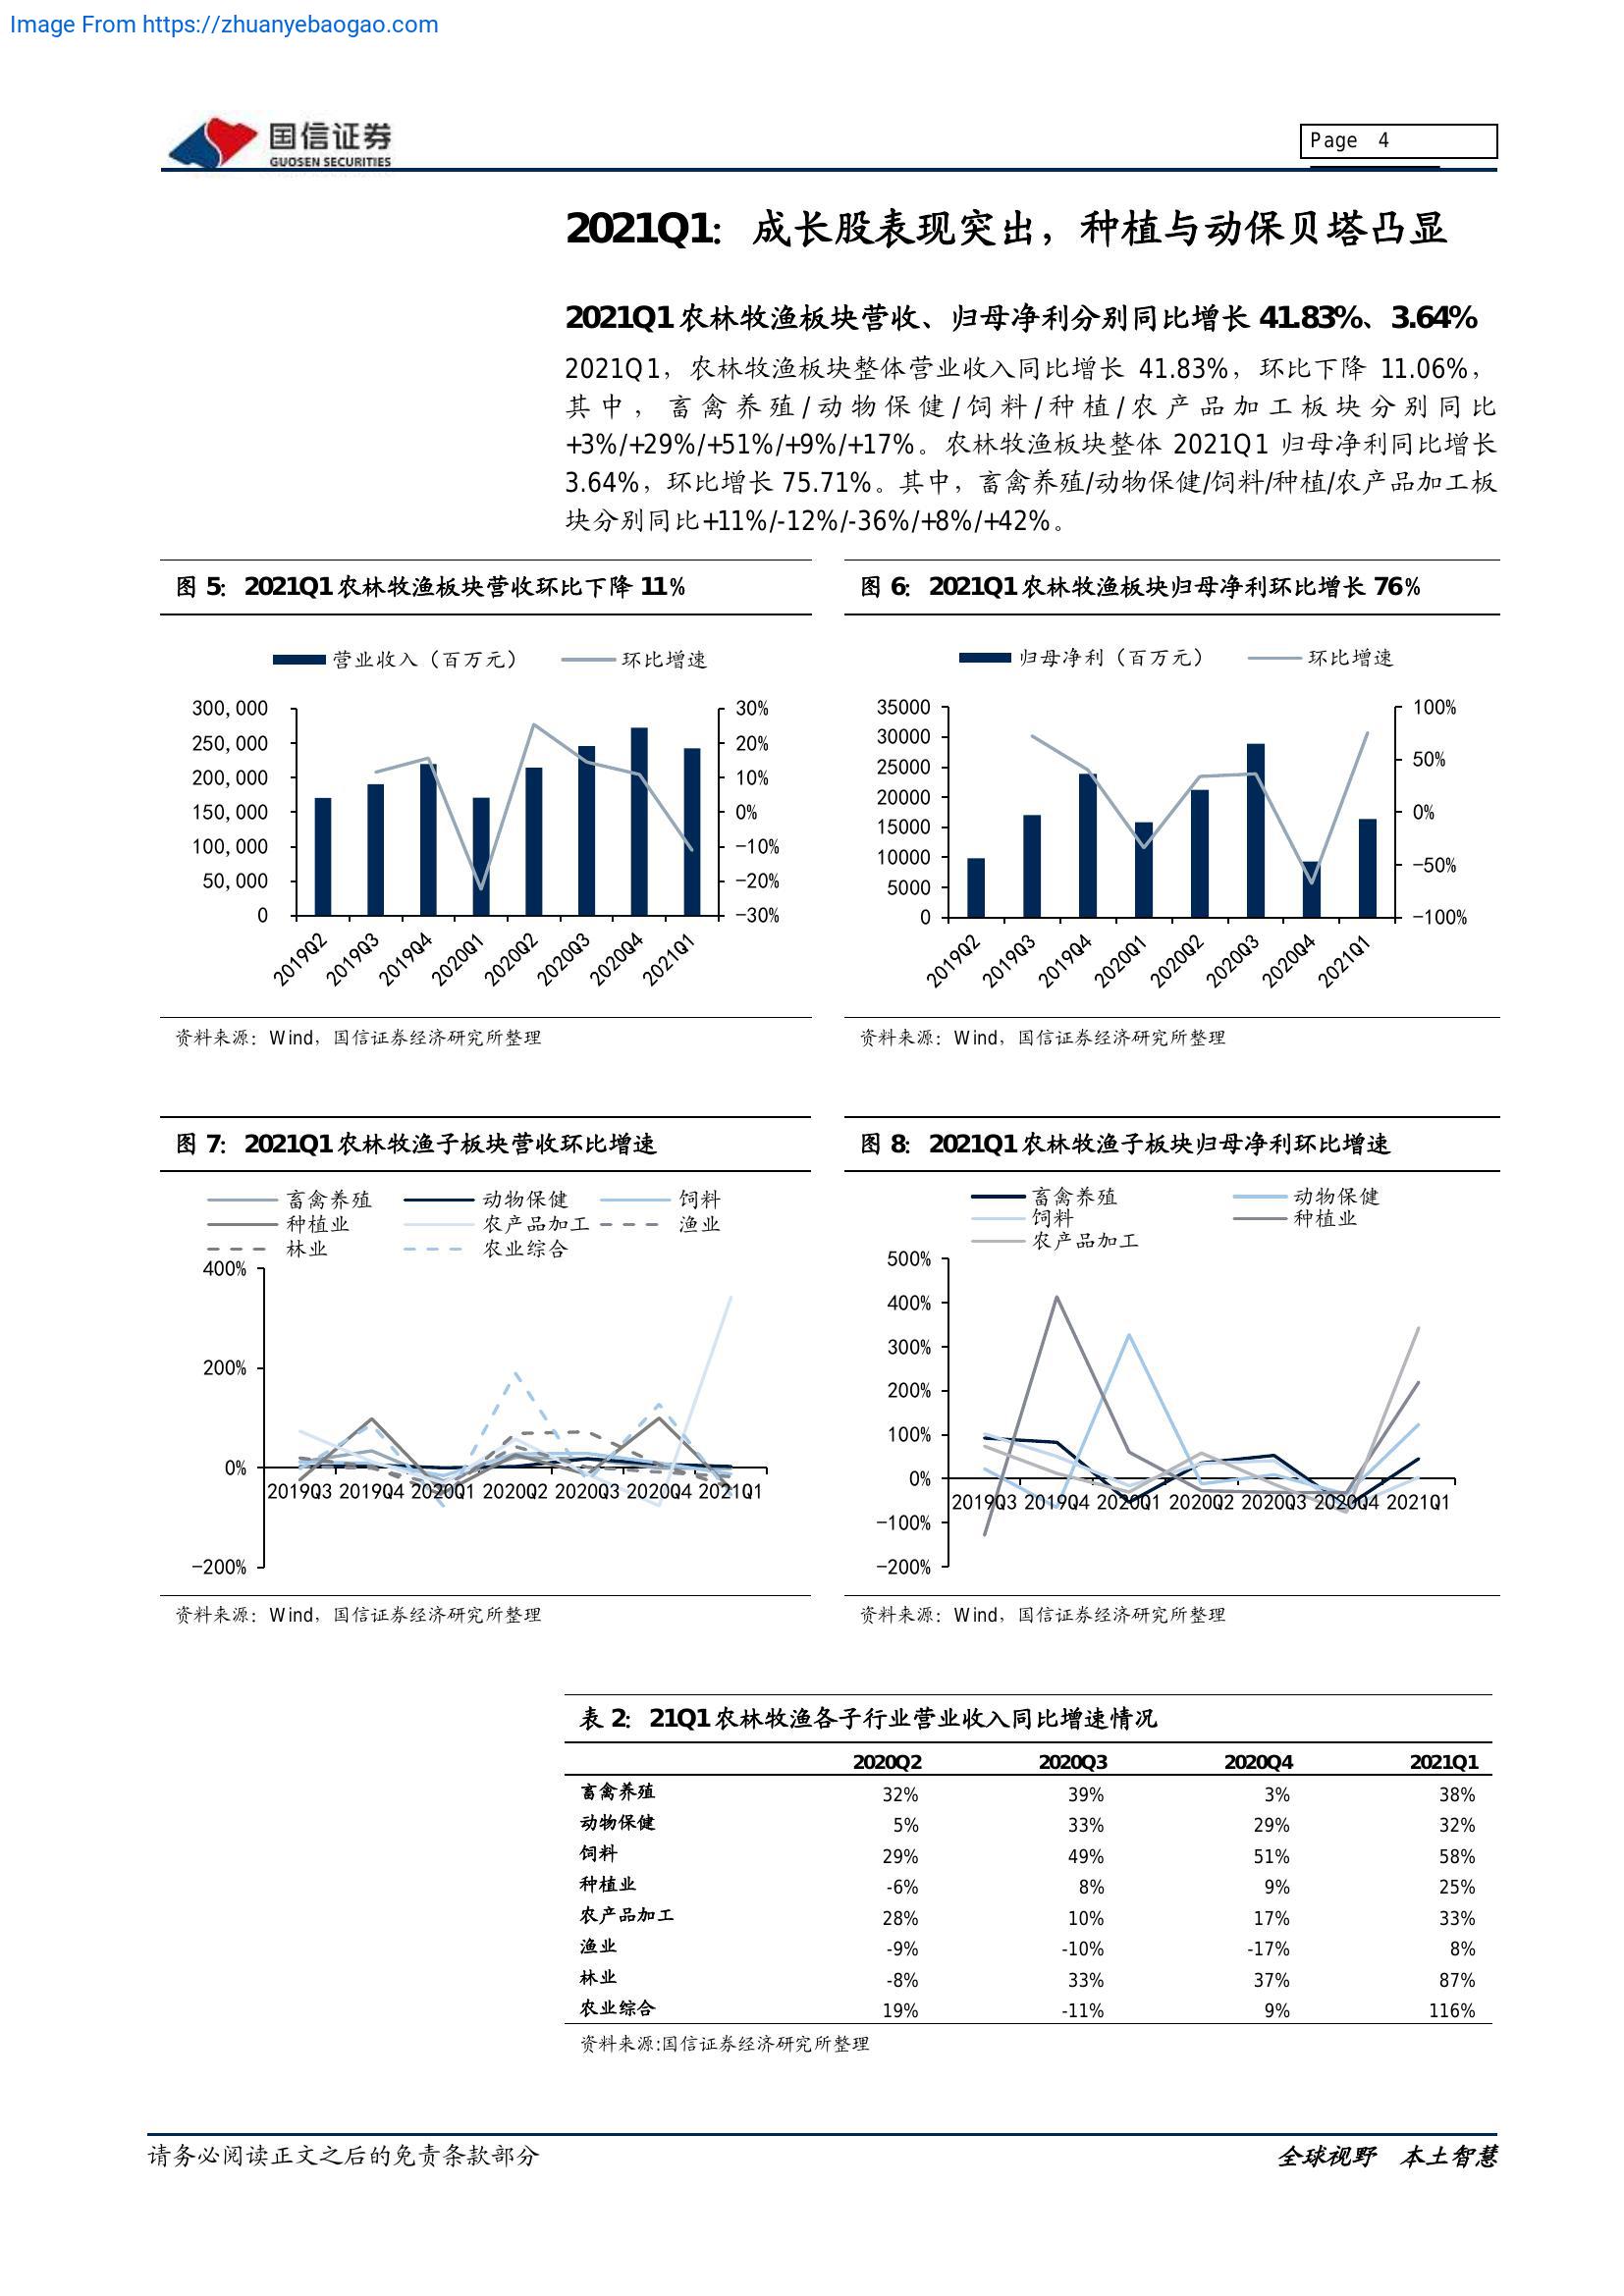 Image From https://zhuanyebaogao.com
国信证券
GUOSEN SECURITIES
Page 4
2021Q1：成长股表现突出，种植与动保贝塔凸显
2021Q1 农林牧渔板块营收、归母净利分别同比增长 41.83%、3.64%
2021Q1，农林牧渔板块整体营业收入同比增长 41.83%，环比下降 11.06%，
其中，畜禽养殖/动物保健/饲料/种植/农产品加工板块分别同比
+3%/+29%/+51%/+9%/+17%。农林牧渔板块整体 2021Q1 归母净利同比增长
3.64%，环比增长 75.71%。其中，畜禽养殖/动物保健/饲料/种植/农产品加工板
块分别同比+11%/-12%/-36%/+8%/+42%。
图 5：2021Q1 农林牧渔板块营收环比下降 11%
营业收入（百万元） 环比增速
300,000 30%
250,000 20%
200,000 10%
150,000 0%
100,000 -10%
50,000 -20%
0 -30%
2019Q2 2019Q3 2019Q4 2020Q1 2020Q2 2020Q3 2020Q4 2021Q1
资料来源：Wind，国信证券经济研究所整理
图 6：2021Q1 农林牧渔板块归母净利环比增长 76%
归母净利（百万元） 环比增速
35000 100%
30000
25000 50%
20000
15000 0%
10000 -50%
5000
0 -100%
2019Q2 2019Q3 2019Q4 2020Q1 2020Q2 2020Q3 2020Q4 2021Q1
资料来源：Wind，国信证券经济研究所整理
图 7：2021Q1 农林牧渔子板块营收环比增速
畜禽养殖 动物保健 饲料
种植业 农产品加工 渔业
林业 农业综合
400%
200%
0%
2019Q3 2019Q4 2020Q1 2020Q2 2020Q3 2020Q4 2021Q1
-200%
资料来源：Wind，国信证券经济研究所整理
图 8：2021Q1 农林牧渔子板块归母净利环比增速
畜禽养殖 动物保健
饲料 种植业
农产品加工
500%
400%
300%
200%
100%
0%
2019Q3 2019Q4 2020Q1 2020Q2 2020Q3 2020Q4 2021Q1
-100%
-200%
资料来源：Wind，国信证券经济研究所整理
表 2：21Q1 农林牧渔各子行业营业收入同比增速情况
2020Q2 2020Q3 2020Q4 2021Q1
畜禽养殖 32% 39% 3% 38%
动物保健 5% 33% 29% 32%
饲料 29% 49% 51% 58%
种植业 -6% 8% 9% 25%
农产品加工 28% 10% 17% 33%
渔业 -9% -10% -17% 8%
林业 -8% 33% 37% 87%
农业综合 19% -11% 9% 116%
资料来源:国信证券经济研究所整理
请务必阅读正文之后的免责条款部分
全球视野 本土智慧